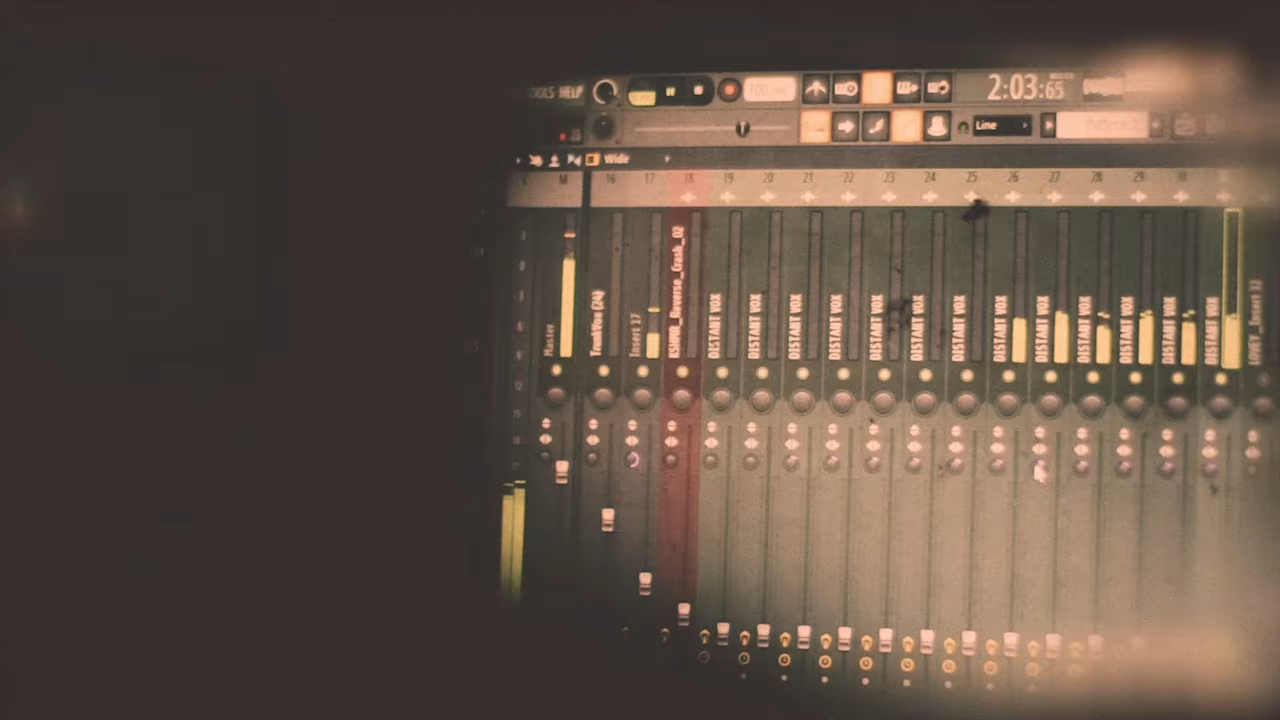 TOOLS HELP
2:03:65
Line
Wide
M 16 17 18 19 20 21 22 23 24 25 26 27 28 29 30
Master
Insert 17
KSHMR_Reverse_Crash_02
DISTANT VOX
DISTANT VOX
DISTANT VOX
DISTANT VOX
DISTANT VOX
DISTANT VOX
DISTANT VOX
DISTANT VOX
DISTANT VOX
DISTANT VOX
DISTANT VOX
DISTANT VOX
DISTANT VOX